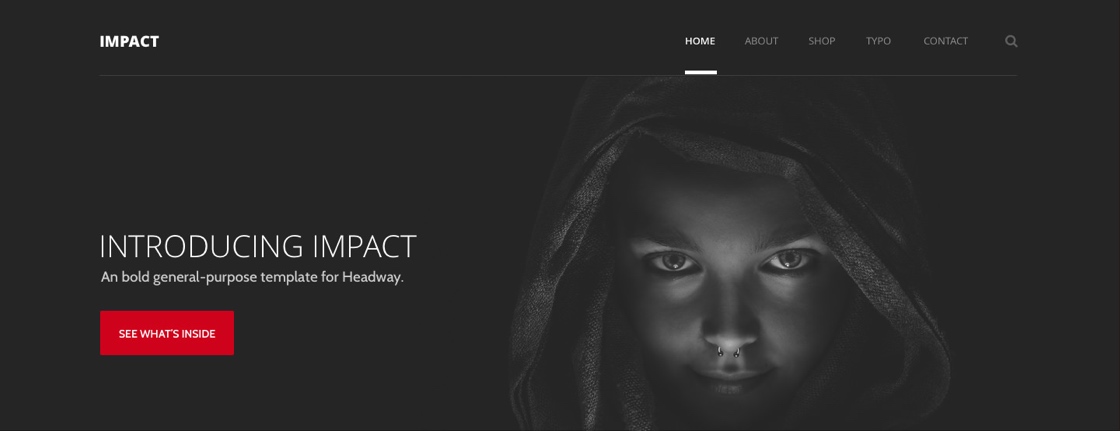 IMPACT
HOME ABOUT SHOP TYPO CONTACT
INTRODUCING IMPACT
An bold general-purpose template for Headway.
SEE WHAT'S INSIDE